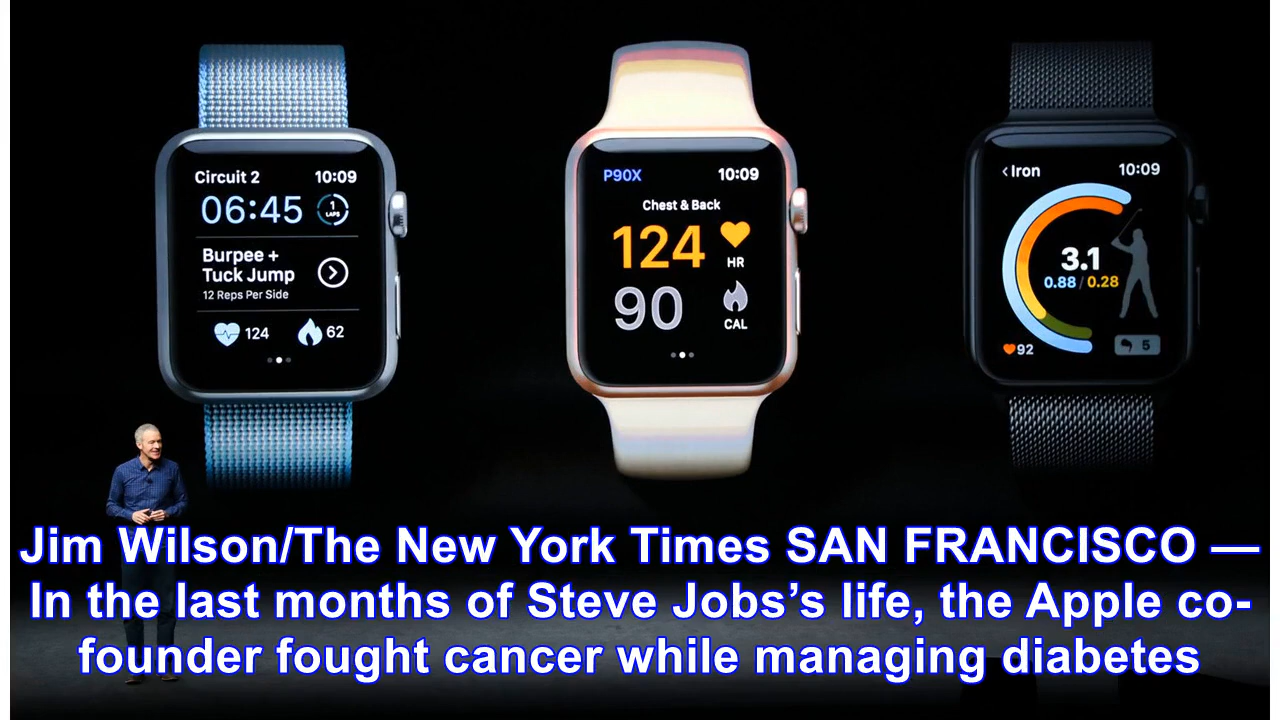 Circuit 2 10:09
06:45 1 LAPS
Burpee +
Tuck Jump
12 Reps Per Side
124 62
P90X 10:09
Chest & Back
124 HR
90 CAL
<Iron 10:09
3.1
0.88 / 0.28
92 5
Jim Wilson/The New York Times SAN FRANCISCO —
In the last months of Steve Jobs’s life, the Apple co-
founder fought cancer while managing diabetes